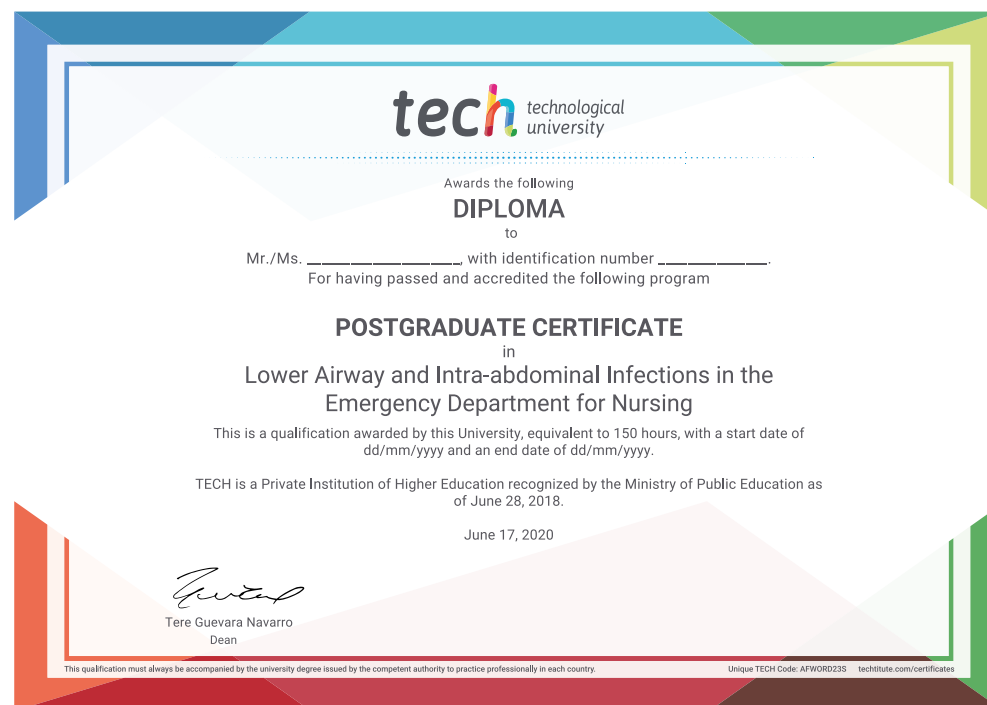 tech technological
university
Awards the following
DIPLOMA
to
Mr./Ms. ____________________, with identification number ______________.
For having passed and accredited the following program
POSTGRADUATE CERTIFICATE
in
Lower Airway and Intra-abdominal Infections in the
Emergency Department for Nursing
This is a qualification awarded by this University, equivalent to 150 hours, with a start date of
dd/mm/yyyy and an end date of dd/mm/yyyy.
TECH is a Private Institution of Higher Education recognized by the Ministry of Public Education as
of June 28, 2018.
June 17, 2020
Tere Guevara Navarro
Dean
This qualification must always be accompanied by the university degree issued by the competent authority to practice professionally in each country. Unique TECH Code: AFWORD23S techtitute.com/certificates